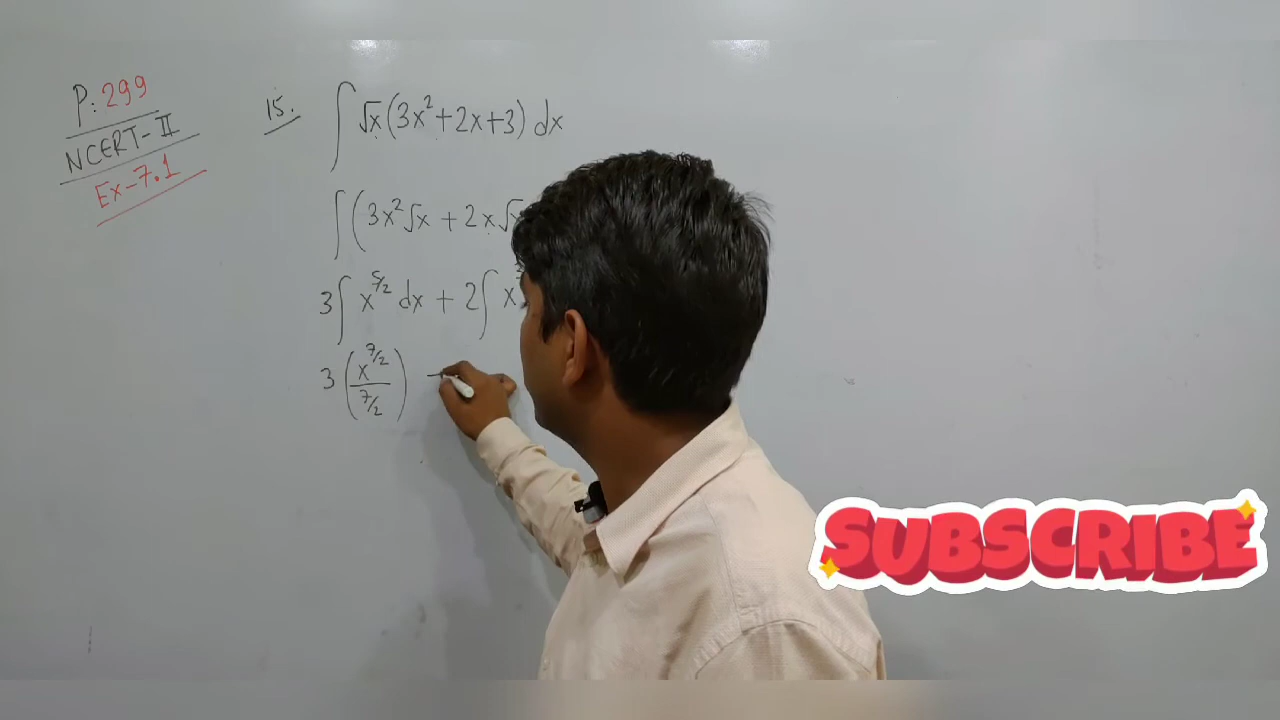 P: 299
NCERT-II
Ex-7.1
15. ∫ √x (3x² + 2x + 3) dx
∫ (3x² √x + 2x √x
3 ∫ x^5/2 dx + 2 ∫ x
3 (x^7/2 / 7/2)
SUBSCRIBE